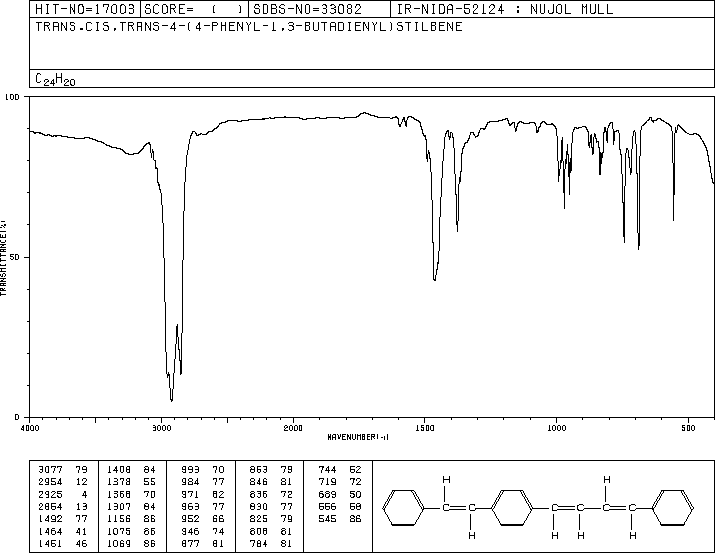 HIT-NO=17003 SCORE= ( ) SDBS-NO=33082 IR-NIDA-52124 : NUJOL MULL
TRANS,CIS,TRANS-4-(4-PHENYL-1,3-BUTADIENYL)STILBENE
C24H20
100
50
0
TRANSMITTANCE(%)
4000 3000 2000 1500 1000 500
WAVENUMBER(-1)
3077 79 1408 84 993 70 863 79 744 52
2954 12 1378 55 984 77 846 81 719 72
2925 4 1368 70 971 82 836 72 689 50
2854 13 1307 84 963 77 830 77 556 58
1492 77 1156 86 952 66 825 79 545 86
1464 41 1075 86 946 74 808 81
1461 46 1069 86 877 81 784 81
H H
C C C C C C
H H H H